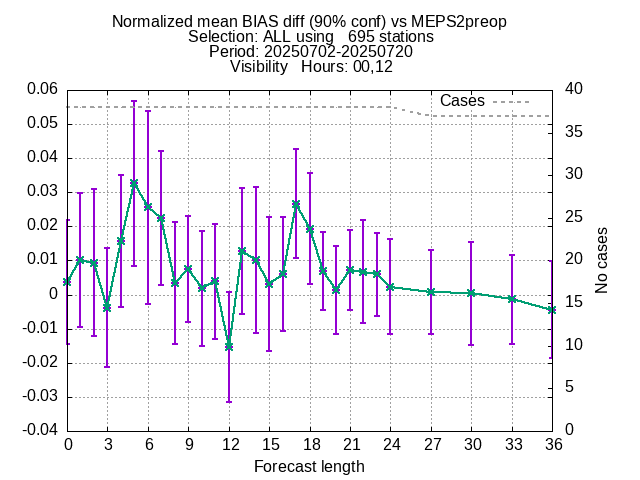 Normalized mean BIAS diff (90% conf) vs MEPS2preop
Selection: ALL using   695 stations
Period: 20250702-20250720
Visibility   Hours: 00,12
0.06
0.05
0.04
0.03
0.02
0.01
0
-0.01
-0.02
-0.03
-0.04
Cases
40
35
30
25
20
15
10
5
0
No cases
0 3 6 9 12 15 18 21 24 27 30 33 36
Forecast length